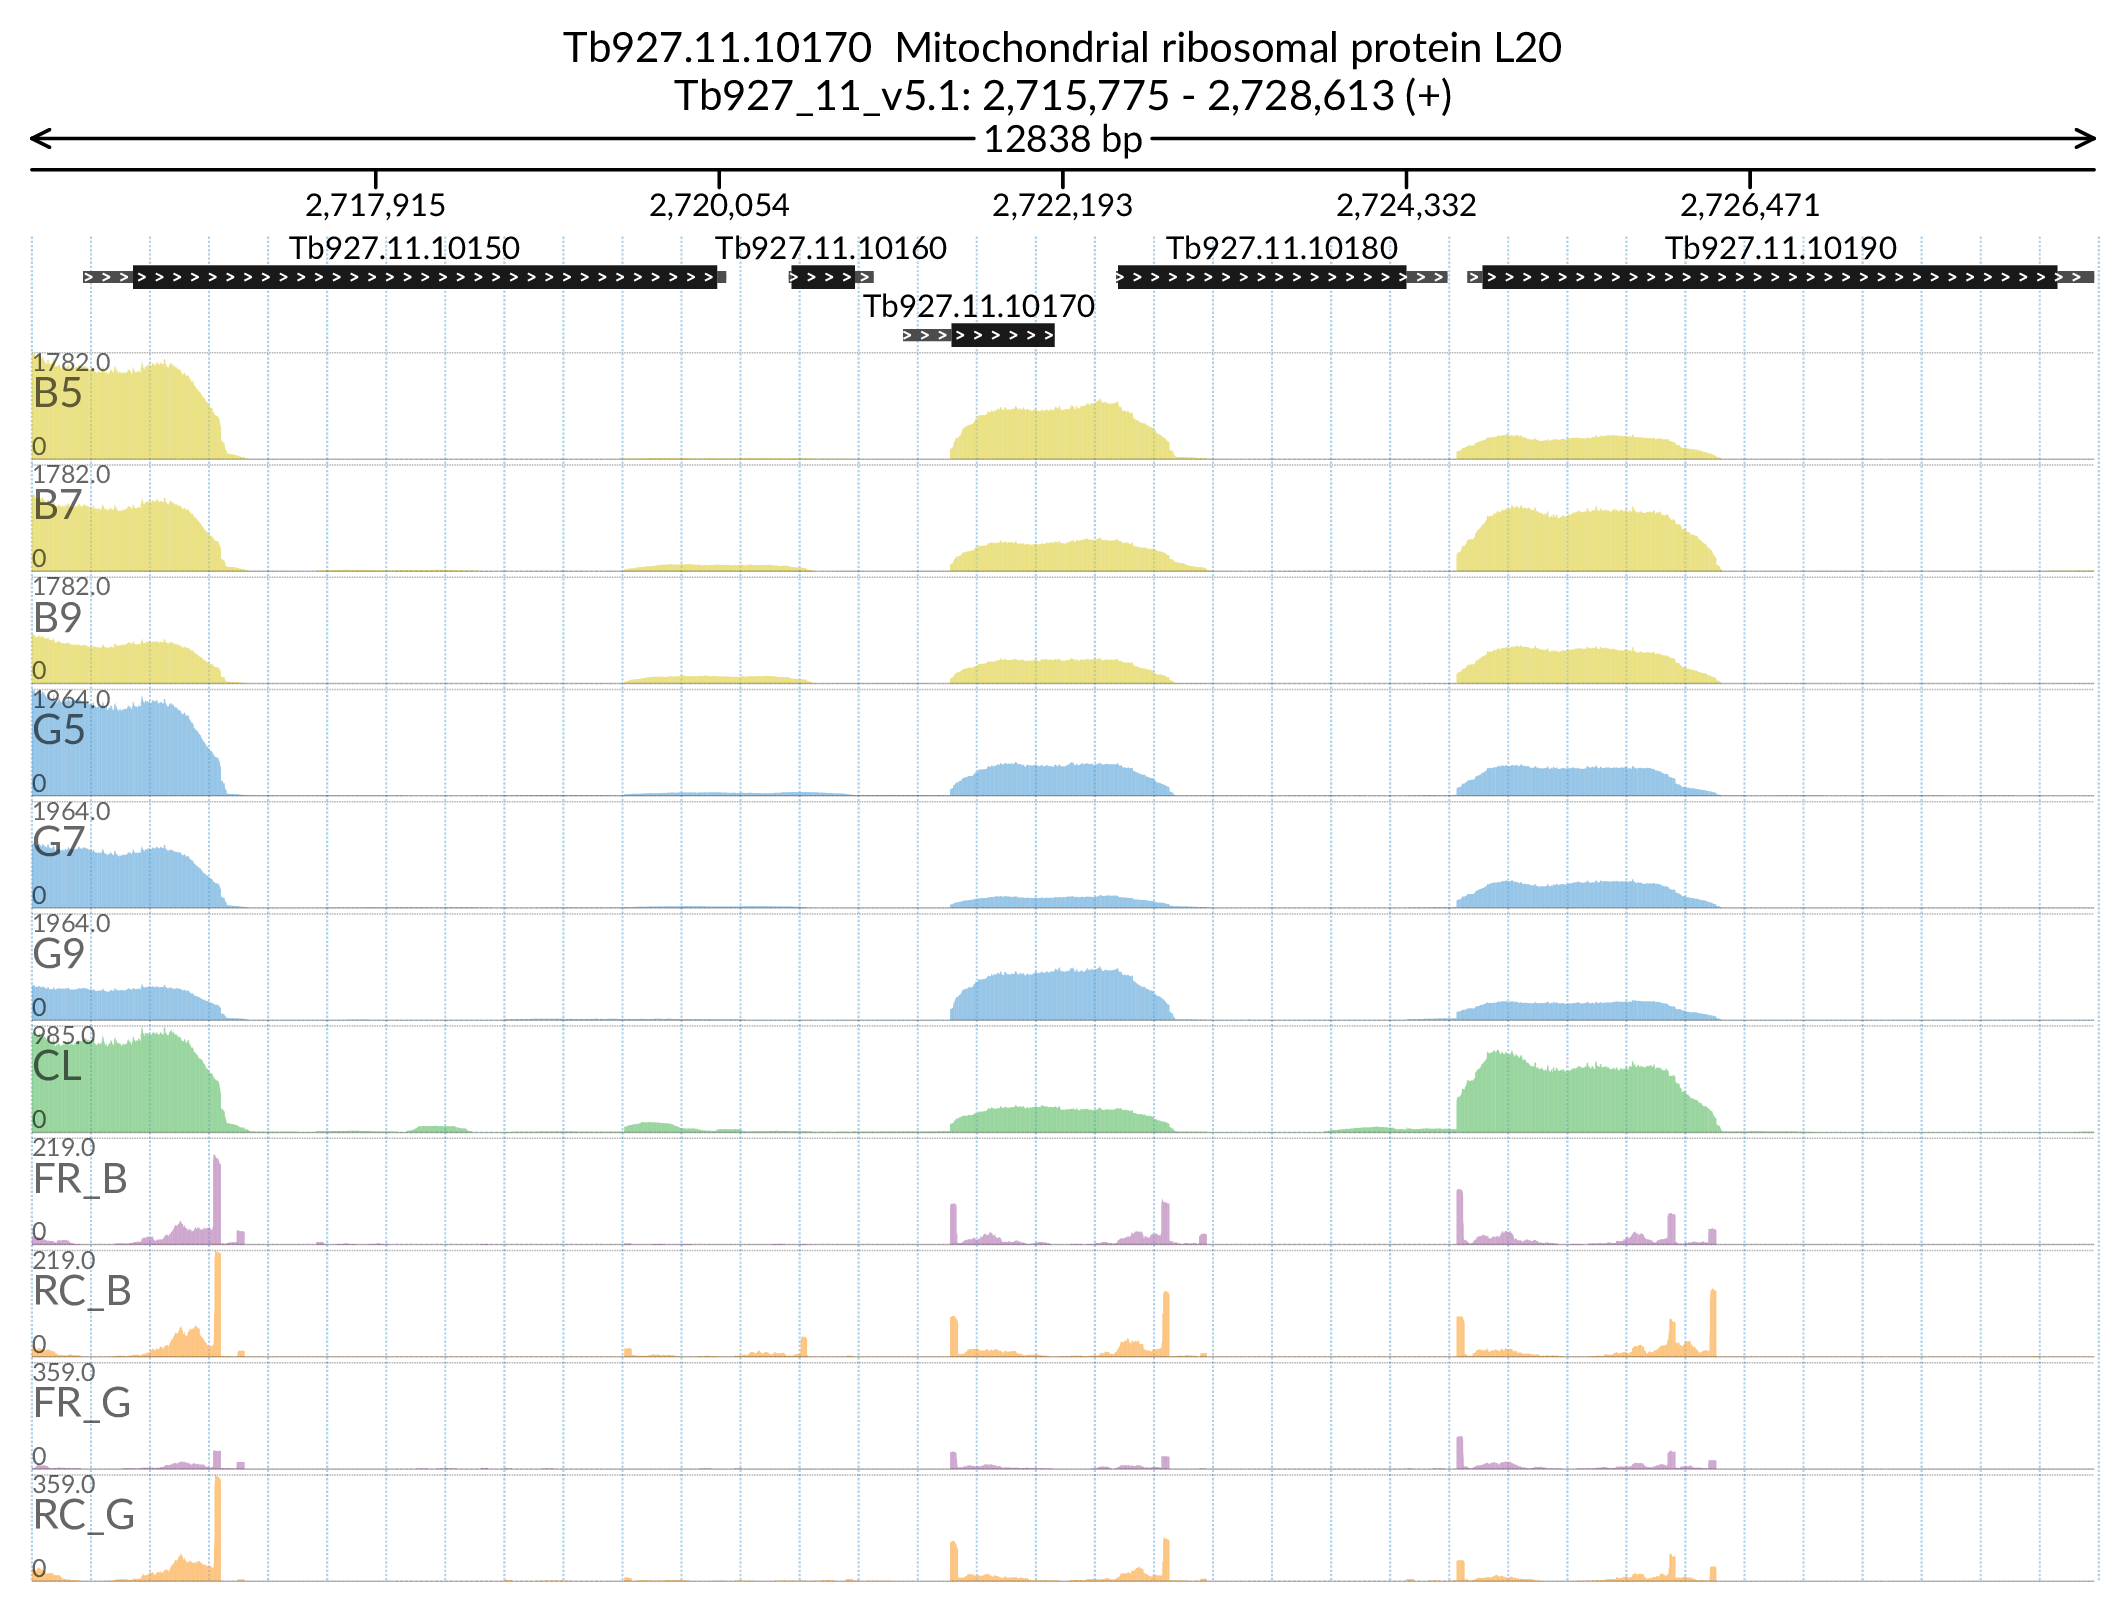 Tb927.11.10170  Mitochondrial ribosomal protein L20
Tb927_11_v5.1: 2,715,775 - 2,728,613 (+)
12838 bp
2,717,915 2,720,054 2,722,193 2,724,332 2,726,471
Tb927.11.10150 Tb927.11.10160 Tb927.11.10180 Tb927.11.10190
Tb927.11.10170
1782.0
B5
0
1782.0
B7
0
1782.0
B9
0
1964.0
G5
0
1964.0
G7
0
1964.0
G9
0
985.0
CL
0
219.0
FR_B
0
219.0
RC_B
0
359.0
FR_G
0
359.0
RC_G
0